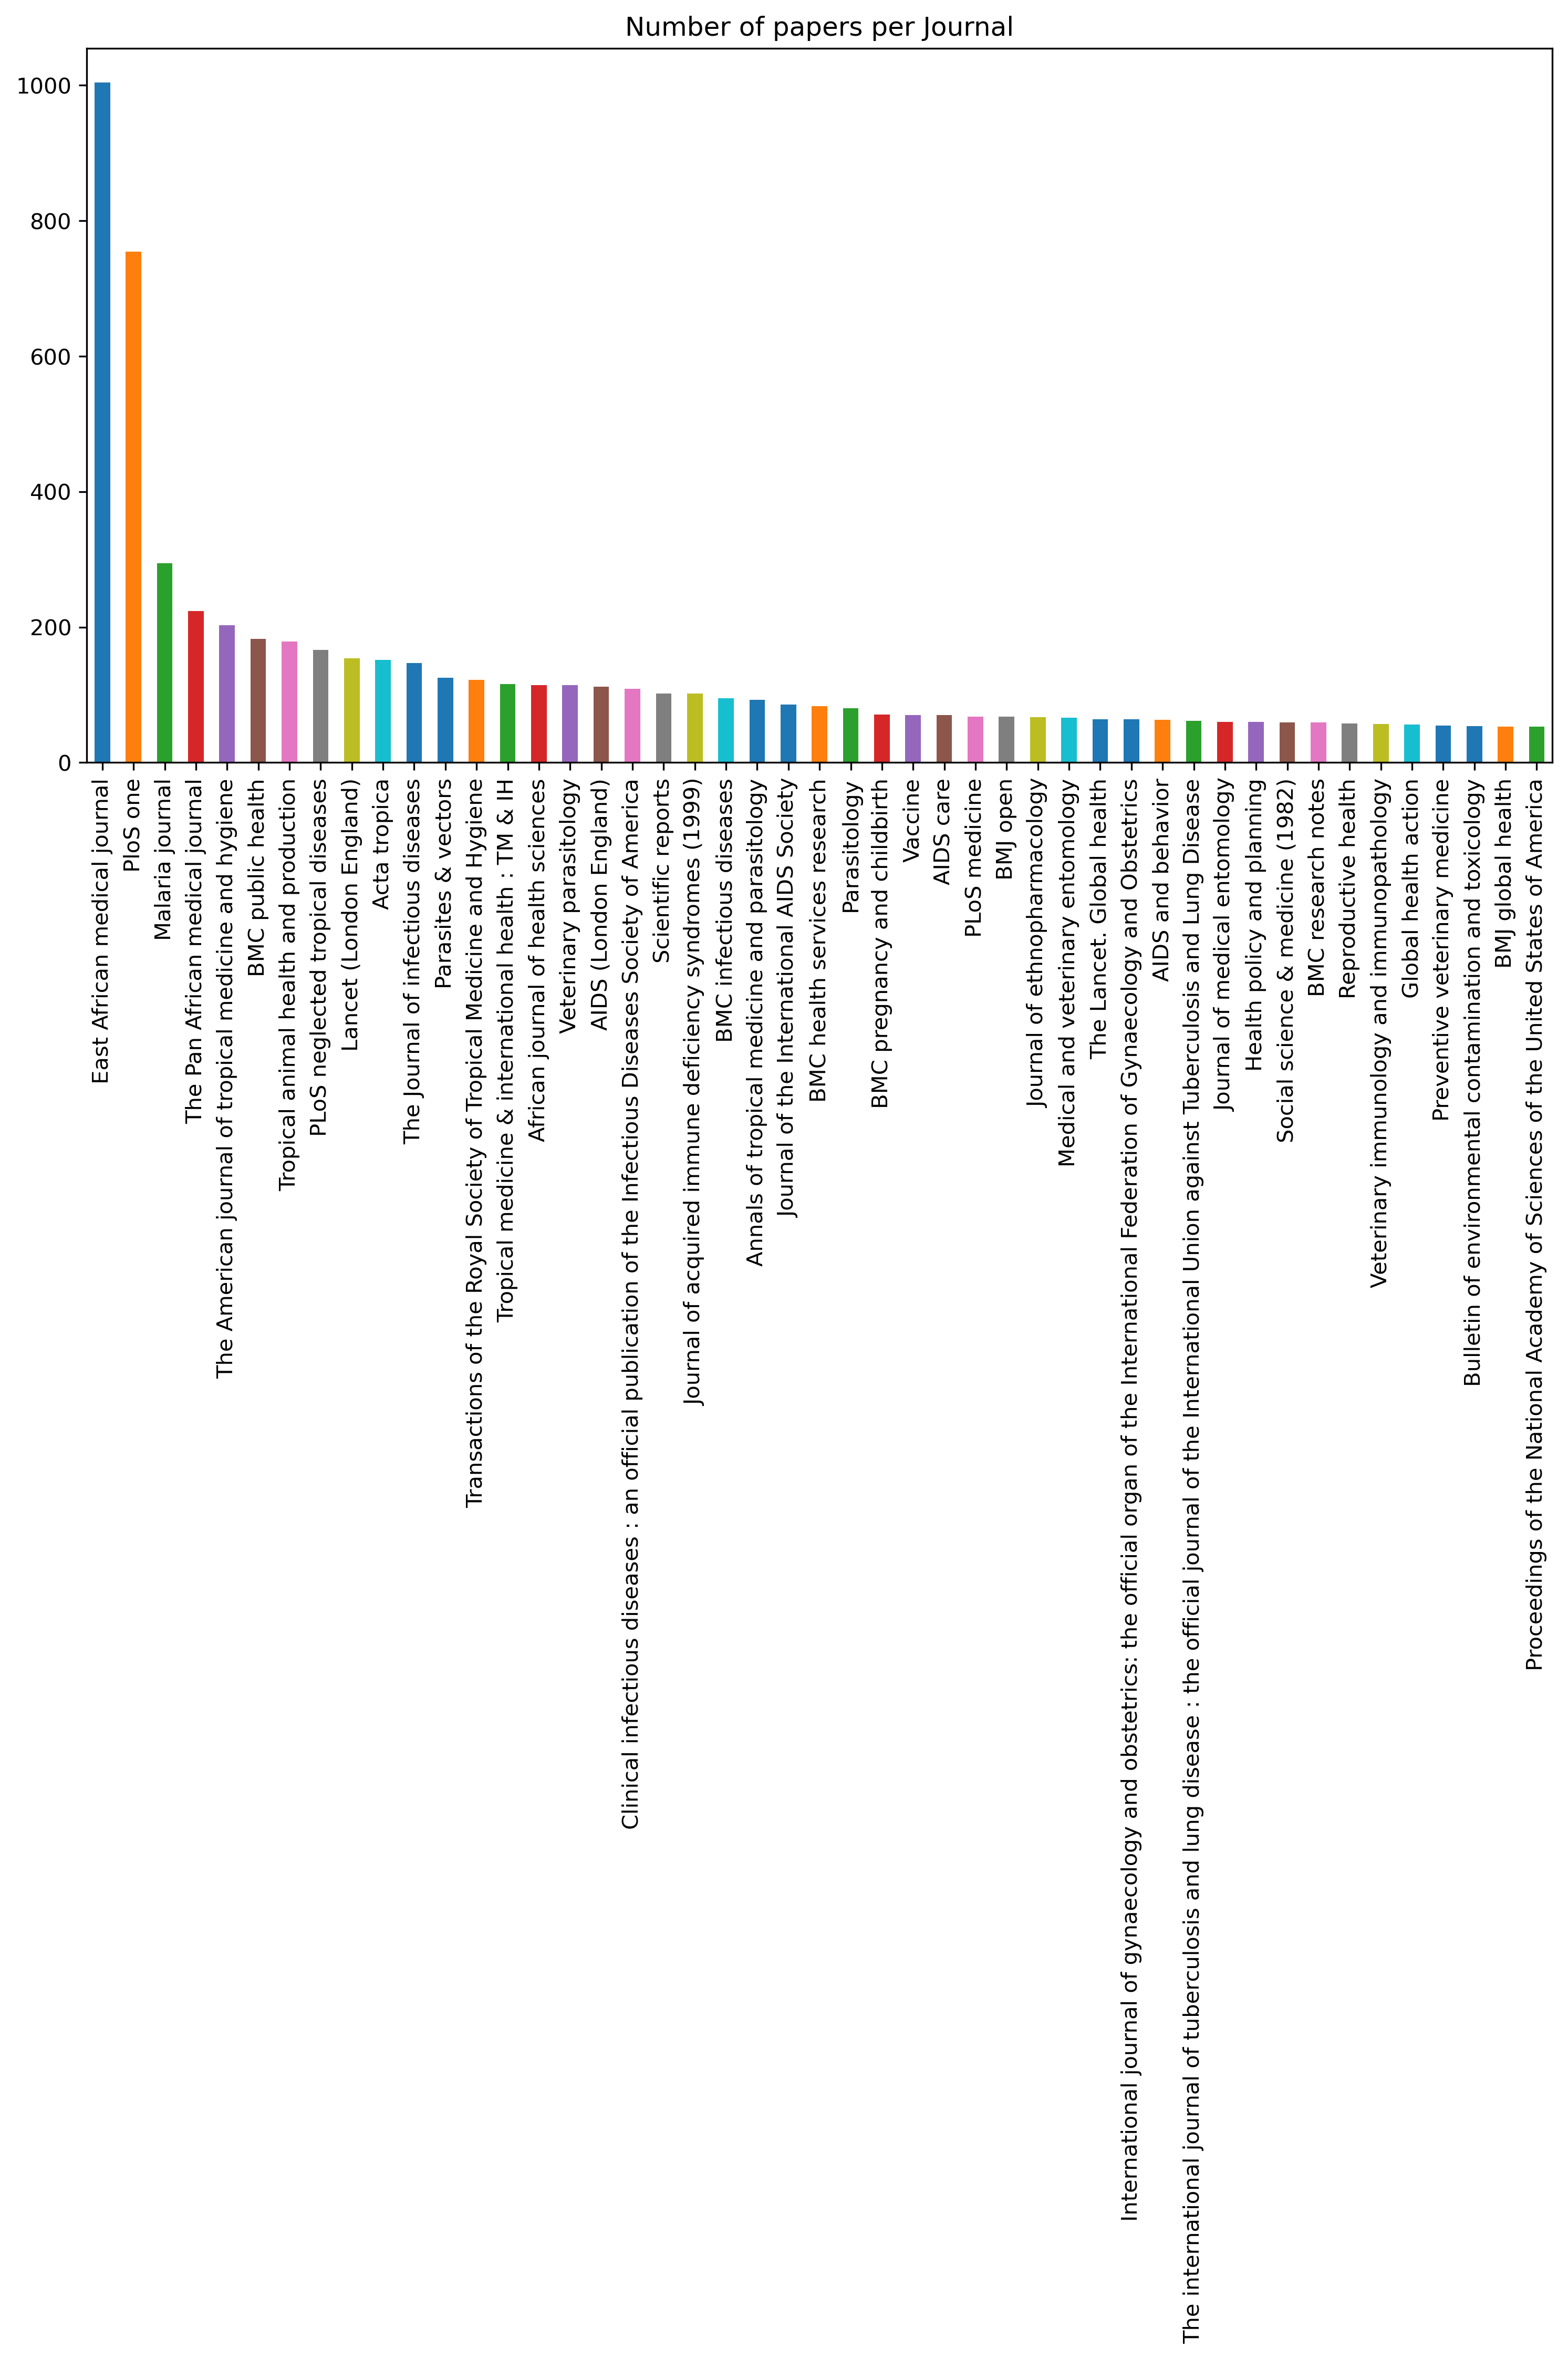 Number of papers per Journal
1000
800
600
400
200
0
East African medical journal
PloS one
Malaria journal
The Pan African medical journal
The American journal of tropical medicine and hygiene
BMC public health
Tropical animal health and production
PLoS neglected tropical diseases
Lancet (London England)
Acta tropica
The Journal of infectious diseases
Parasites & vectors
Transactions of the Royal Society of Tropical Medicine and Hygiene
Tropical medicine & international health : TM & IH
African journal of health sciences
Veterinary parasitology
AIDS (London England)
Clinical infectious diseases : an official publication of the Infectious Diseases Society of America
Scientific reports
Journal of acquired immune deficiency syndromes (1999)
BMC infectious diseases
Annals of tropical medicine and parasitology
Journal of the International AIDS Society
BMC health services research
Parasitology
BMC pregnancy and childbirth
Vaccine
AIDS care
PLoS medicine
BMJ open
Journal of ethnopharmacology
Medical and veterinary entomology
The Lancet. Global health
International journal of gynaecology and obstetrics: the official organ of the International Federation of Gynaecology and Obstetrics
AIDS and behavior
The international journal of tuberculosis and lung disease : the official journal of the International Union against Tuberculosis and Lung Disease
Journal of medical entomology
Health policy and planning
Social science & medicine (1982)
BMC research notes
Reproductive health
Veterinary immunology and immunopathology
Global health action
Preventive veterinary medicine
Bulletin of environmental contamination and toxicology
BMJ global health
Proceedings of the National Academy of Sciences of the United States of America